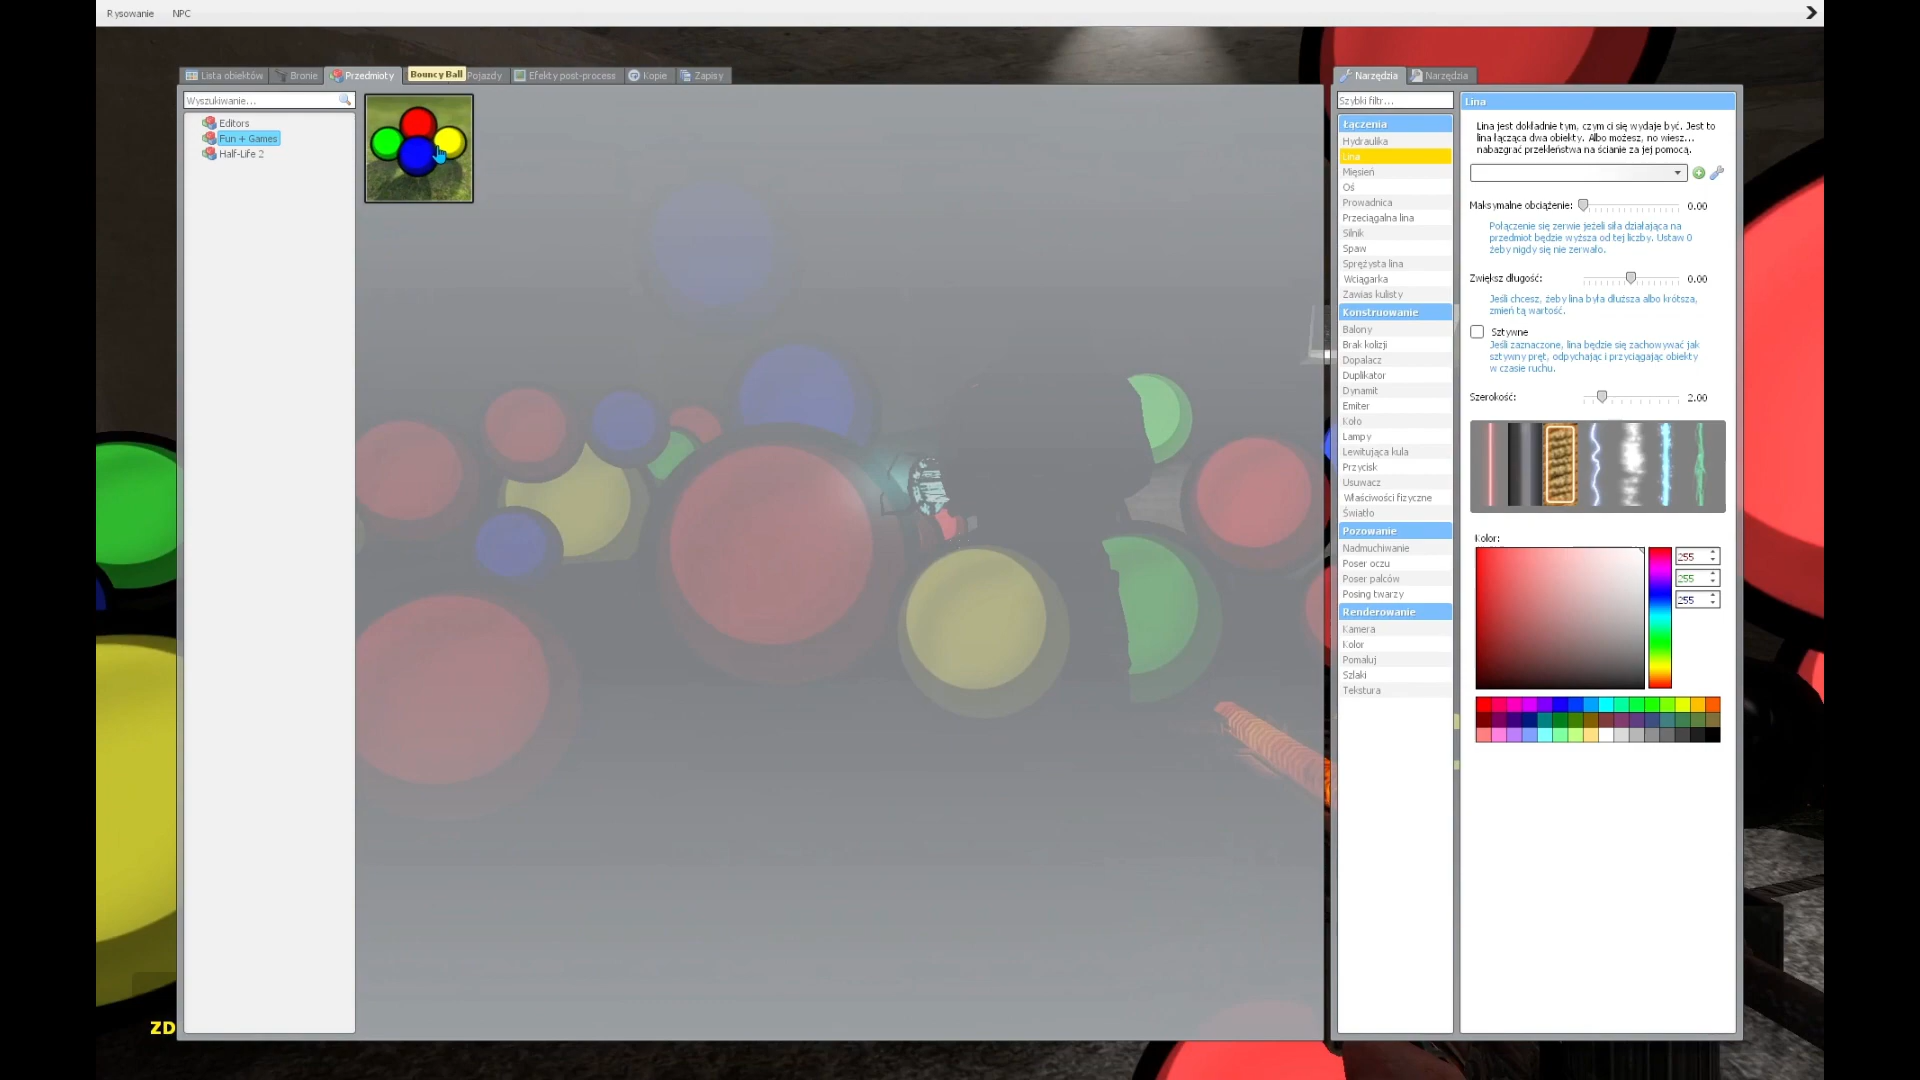 Rysowanie NPC
Lista obiektów Bronie Przedmioty Bouncy Ball Pojazdy Efekty post-process Kopie Zapisy
Wyszukiwanie...
Editors
Fun + Games
Half-Life 2
ZD
Narzędzia Narzędzia
Szybki filtr...
Łączenia
Hydraulika
Lina
Mięsień
Oś
Prowadnica
Przeciągalna lina
Silnik
Spaw
Sprężysta lina
Wciągarka
Zawias kulisty
Konstruowanie
Balony
Brak kolizji
Dopalacz
Duplikator
Dynamit
Emiter
Koło
Lampy
Lewitująca kula
Przycisk
Usuwacz
Właściwości fizyczne
Światło
Pozowanie
Nadmuchiwanie
Poser oczu
Poser palców
Posing twarzy
Renderowanie
Kamera
Kolor
Pomaluj
Szlaki
Tekstura
Lina
Lina jest dokładnie tym, czym ci się wydaje być. Jest to
lina łącząca dwa obiekty. Albo możesz, no wiesz...
nabazgrać przekleństwa na ścianie za jej pomocą.
Maksymalne obciążenie: 0.00
Połączenie się zerwie jeżeli siła działająca na
przedmiot będzie wyższa od tej liczby. Ustaw 0
żeby nigdy się nie zerwało.
Zwiększ długość: 0.00
Jeśli chcesz, żeby lina była dłuższa albo krótsza,
zmień tą wartość.
Sztywne
Jeśli zaznaczone, lina będzie się zachowywać jak
sztywny pręt, odpychając i przyciągając obiekty
w czasie ruchu.
Szerokość: 2.00
Kolor:
255
255
255